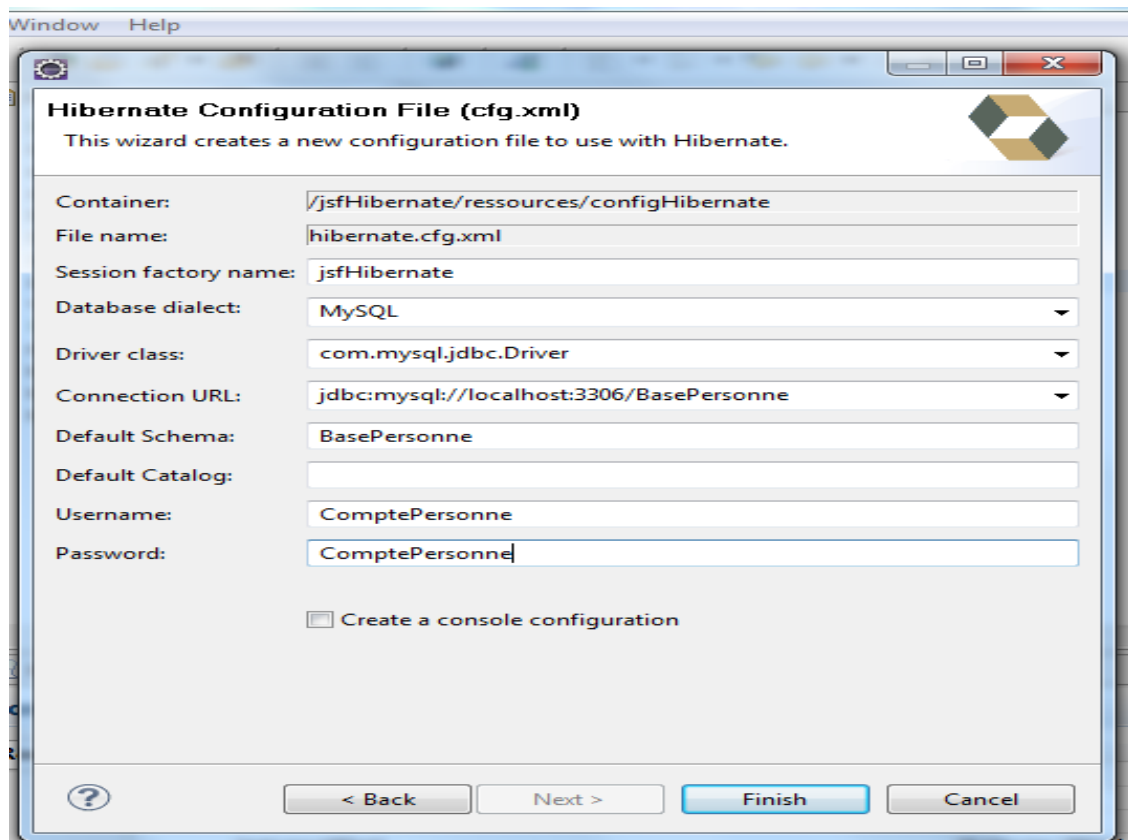 Window Help
Hibernate Configuration File (cfg.xml)
This wizard creates a new configuration file to use with Hibernate.
Container: /jsfHibernate/ressources/configHibernate
File name: hibernate.cfg.xml
Session factory name: jsfHibernate
Database dialect: MySQL
Driver class: com.mysql.jdbc.Driver
Connection URL: jdbc:mysql://localhost:3306/BasePersonne
Default Schema: BasePersonne
Default Catalog:
Username: ComptePersonne
Password: ComptePersonne
Create a console configuration
? < Back Next > Finish Cancel